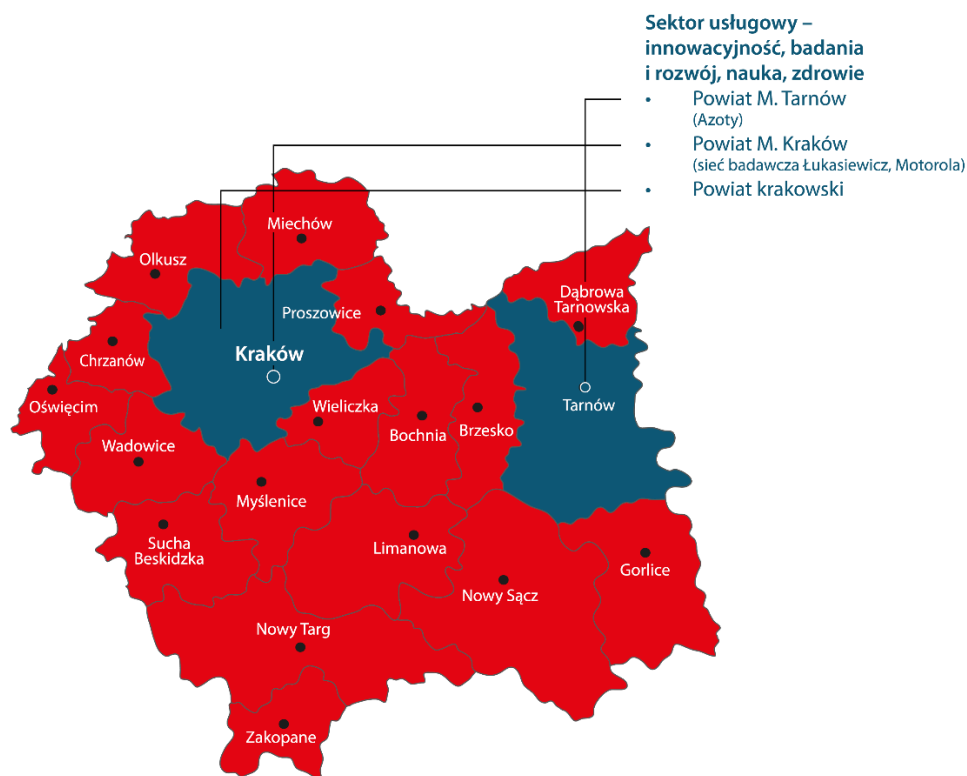 Sektor usługowy –
innowacyjność, badania
i rozwój, nauka, zdrowie
• Powiat M. Tarnów
(Azoty)
• Powiat M. Kraków
(sieć badawcza Łukasiewicz, Motorola)
• Powiat krakowski
Miechów
Olkusz
Dąbrowa
Tarnowska
Proszowice
Kraków
Chrzanów
Tarnów
Oświęcim
Wieliczka
Bochnia
Brzesko
Wadowice
Myślenice
Sucha
Beskidzka
Limanowa
Gorlice
Nowy Sącz
Nowy Targ
Zakopane